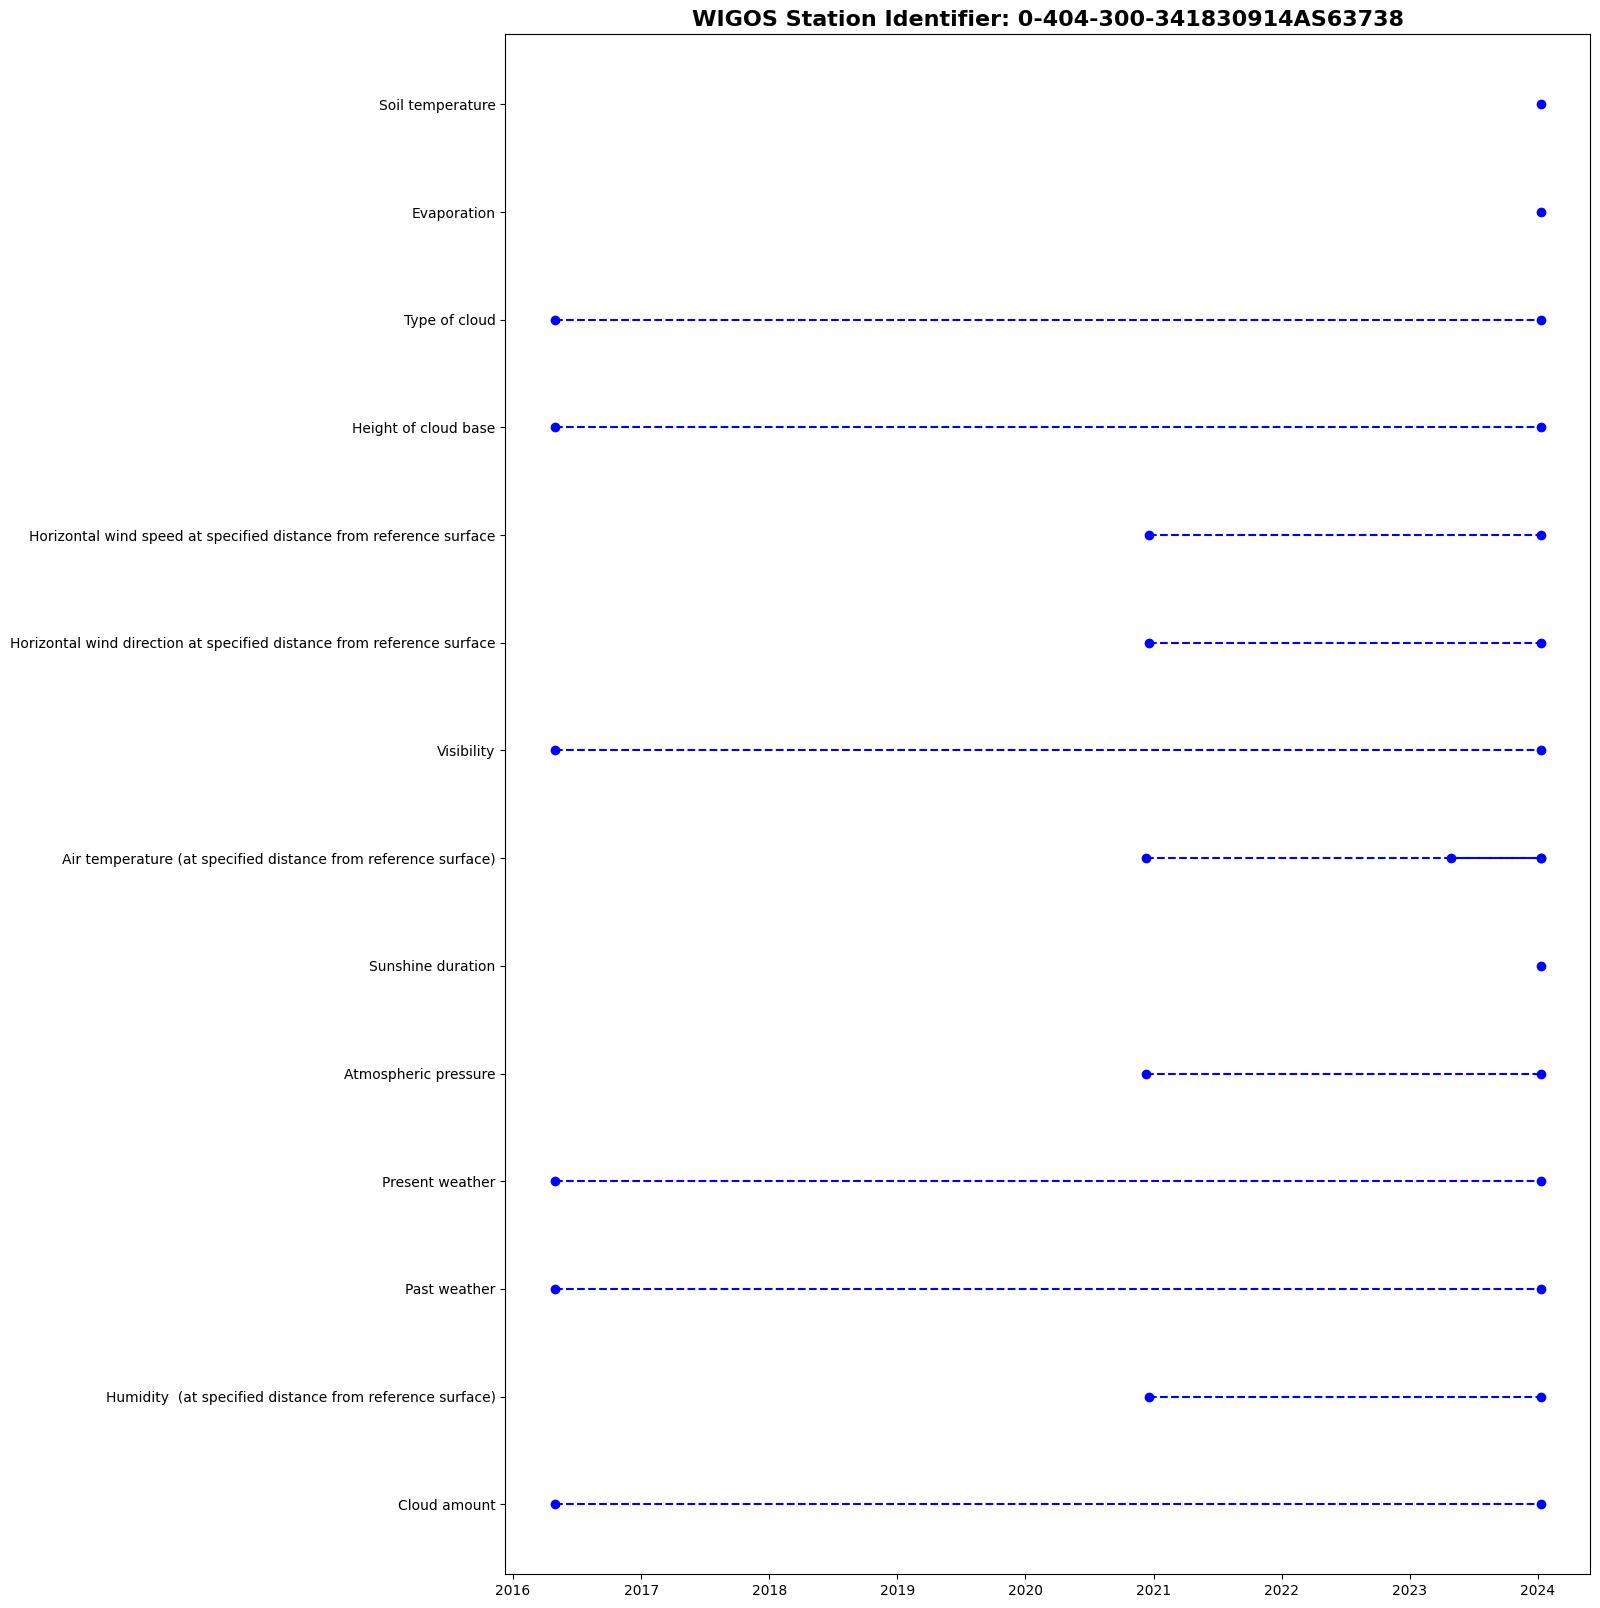 WIGOS Station Identifier: 0-404-300-341830914AS63738
Soil temperature
Evaporation
Type of cloud
Height of cloud base
Horizontal wind speed at specified distance from reference surface
Horizontal wind direction at specified distance from reference surface
Visibility
Air temperature (at specified distance from reference surface)
Sunshine duration
Atmospheric pressure
Present weather
Past weather
Humidity  (at specified distance from reference surface)
Cloud amount
2016 2017 2018 2019 2020 2021 2022 2023 2024